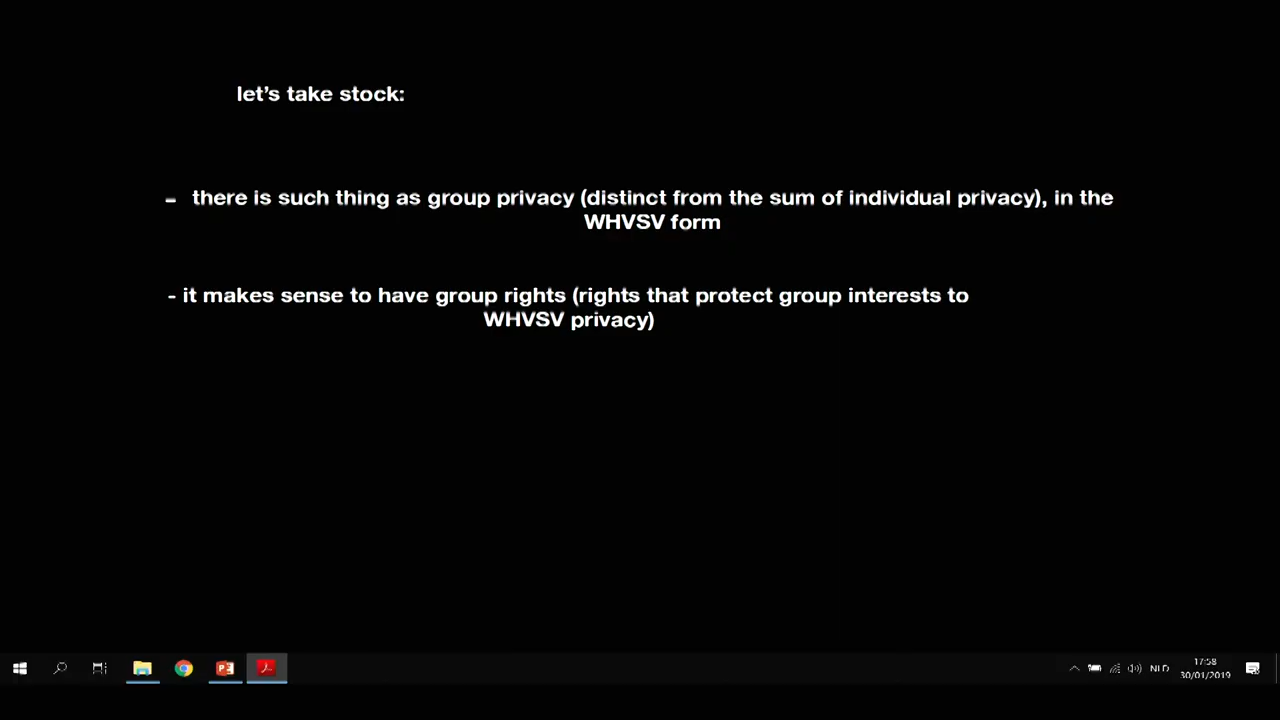 let’s take stock:
- there is such thing as group privacy (distinct from the sum of individual privacy), in the
WHVSV form
- it makes sense to have group rights (rights that protect group interests to
WHVSV privacy)
NLD
17:58
30/01/2019